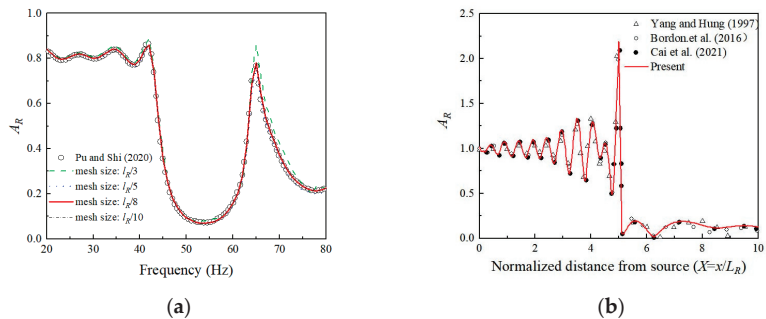 1.0
0.8
0.6
0.4
0.2
0.0
A_R
Pu and Shi (2020)
mesh size: l_R/3
mesh size: l_R/5
mesh size: l_R/8
mesh size: l_R/10
20 30 40 50 60 70 80
Frequency (Hz)
(a)
2.5
2.0
1.5
1.0
0.5
0.0
A_R
Yang and Hung (1997)
Bordon.et al. (2016)
Cai et al. (2021)
Present
0 2 4 6 8 10
Normalized distance from source (X=x/L_R)
(b)